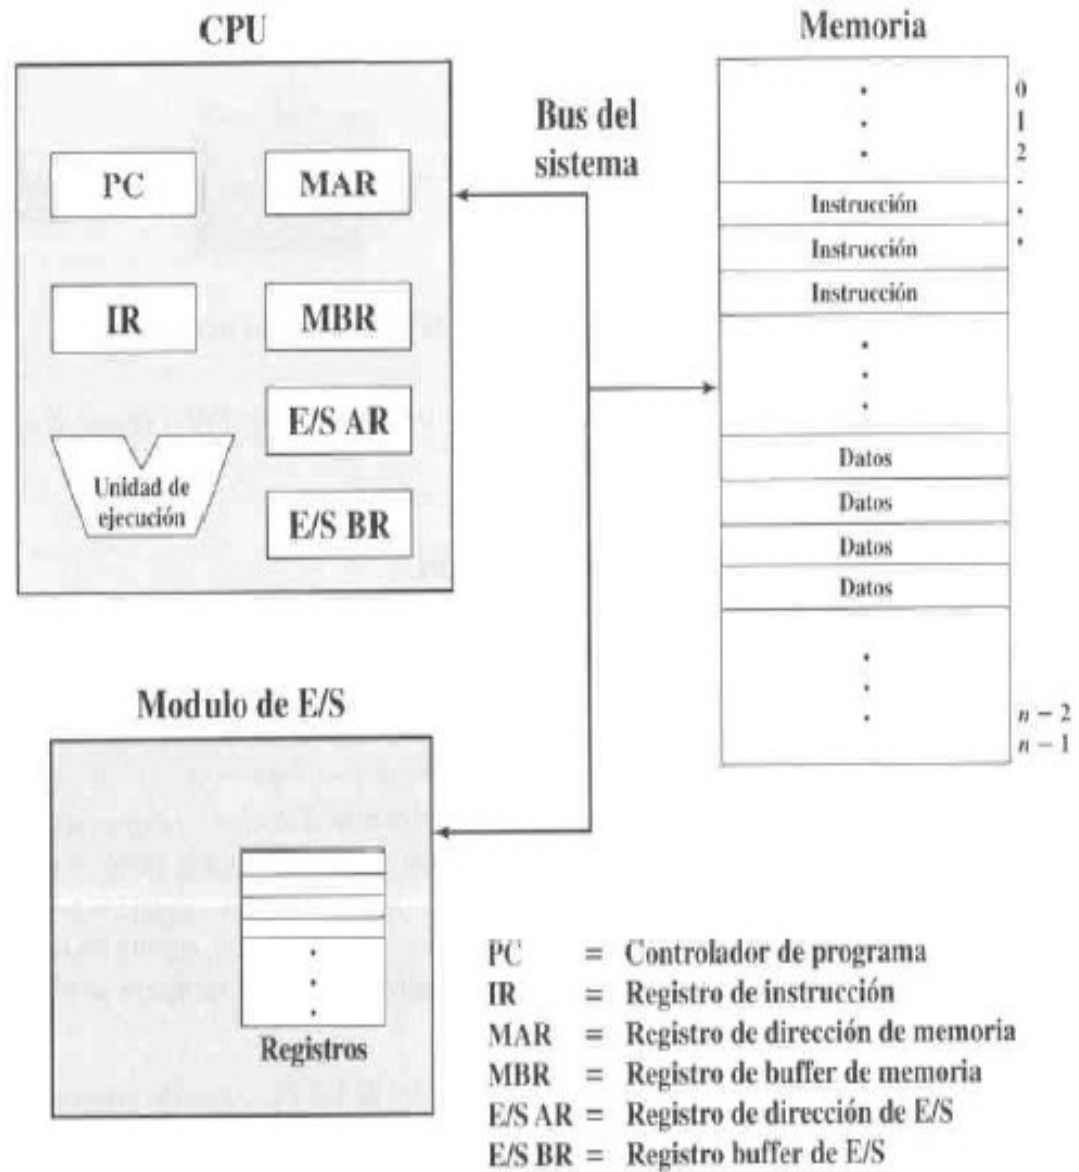 CPU
PC
MAR
IR
MBR
E/S AR
Unidad de
ejecución
E/S BR
Bus del
sistema
Memoria
0
1
2
Instrucción
Instrucción
Instrucción
Datos
Datos
Datos
Datos
n - 2
n - 1
Modulo de E/S
Registros
PC = Controlador de programa
IR = Registro de instrucción
MAR = Registro de dirección de memoria
MBR = Registro de buffer de memoria
E/S AR = Registro de dirección de E/S
E/S BR = Registro buffer de E/S